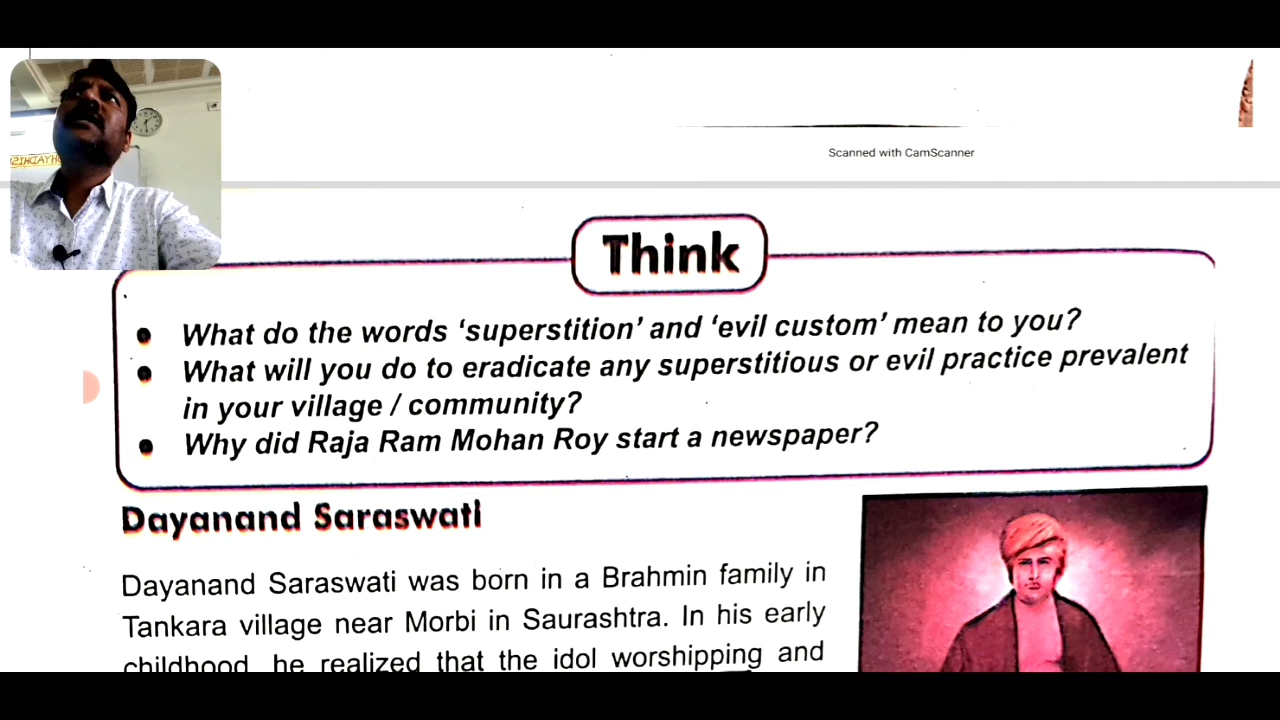 Scanned with CamScanner
Think
• What do the words ‘superstition’ and ‘evil custom’ mean to you?
• What will you do to eradicate any superstitious or evil practice prevalent
in your village / community?
• Why did Raja Ram Mohan Roy start a newspaper?
Dayanand Saraswati
Dayanand Saraswati was born in a Brahmin family in
Tankara village near Morbi in Saurashtra. In his early
childhood, he realized that the idol worshipping and